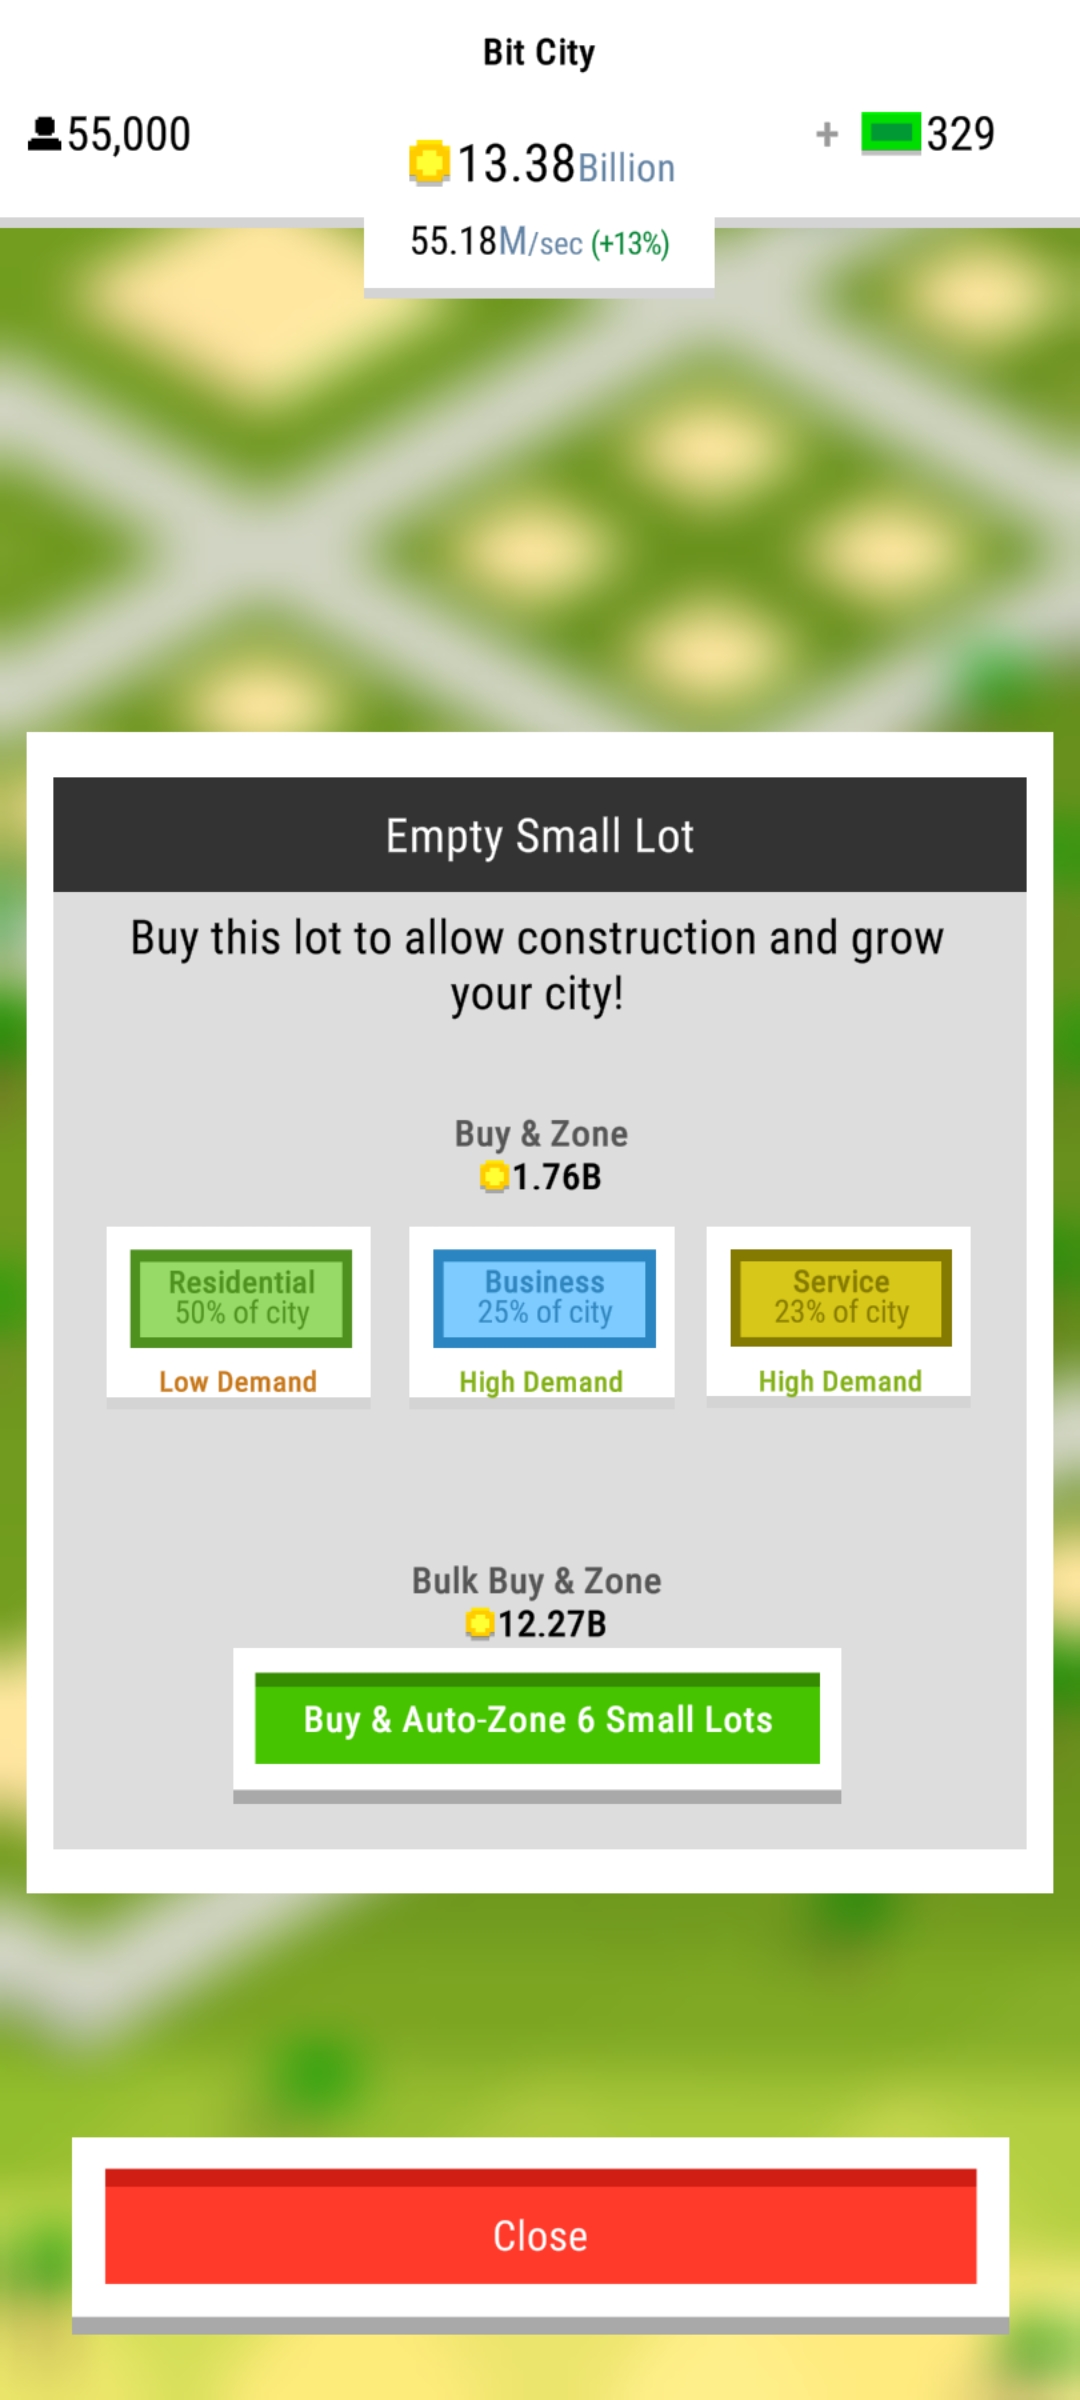 Bit City
55,000
13.38Billion
+ 329
55.18M/sec (+13%)
Empty Small Lot
Buy this lot to allow construction and grow
your city!
Buy & Zone
1.76B
Residential
50% of city
Low Demand
Business
25% of city
High Demand
Service
23% of city
High Demand
Bulk Buy & Zone
12.27B
Buy & Auto-Zone 6 Small Lots
Close